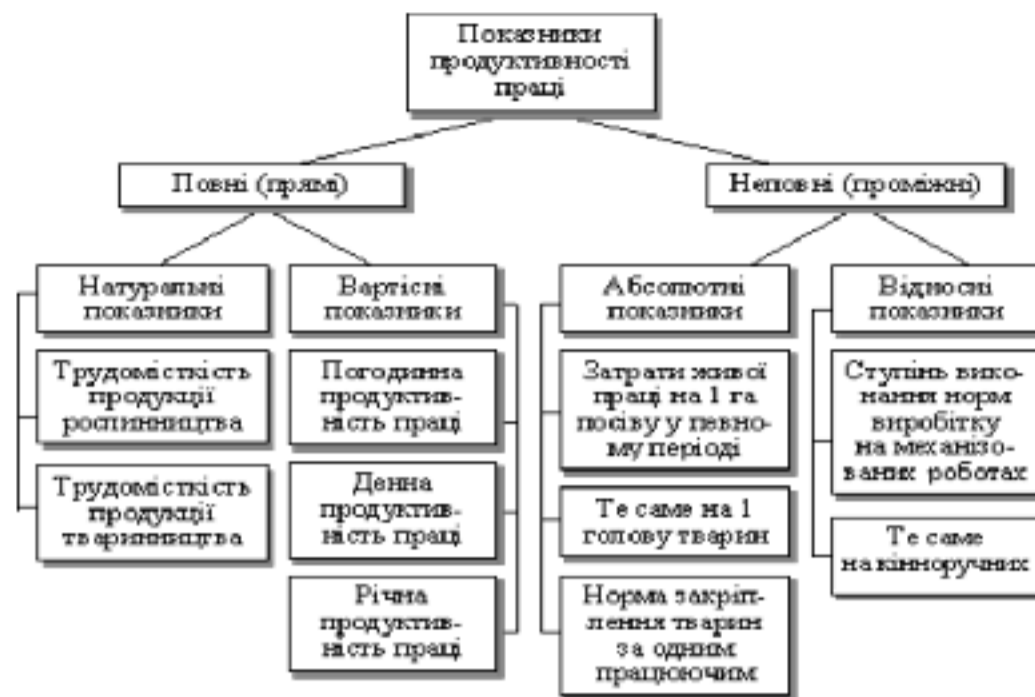 Показники
продуктивності
праці
Повні (прямі)
Неповні (проміжні)
Натуральні
показники
Вартісні
показники
Абсолютні
показники
Відносні
показники
Трудомісткість
продукції
рослинництва
Погодинна
продуктив-
ність праці
Затрати живої
праці на 1 га
посіву у певно-
му періоді
Ступінь вико-
нання норм
виробітку
на механізо-
ваних роботах
Трудомісткість
продукції
тваринництва
Денна
продуктив-
ність праці
Те саме на 1
голову тварин
Те саме
на кінноручних
Річна
продуктив-
ність праці
Норма закріп-
лення тварин
за одним
працюючим